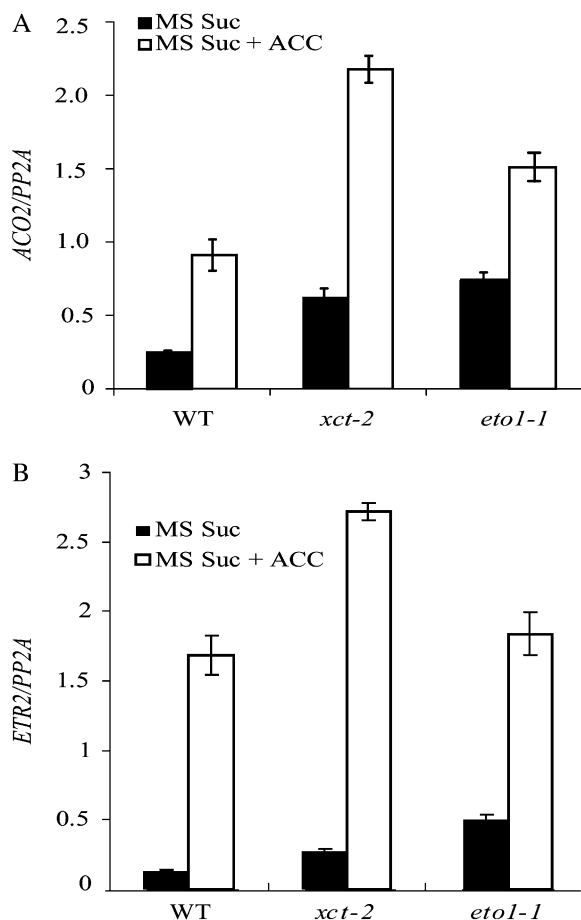 A
MS Suc
MS Suc + ACC
2.5
2.0
1.5
1.0
0.5
0
ACO2/PP2A
WT
xct-2
eto1-1
B
MS Suc
MS Suc + ACC
3
2.5
2
1.5
1
0.5
0
ETR2/PP2A
WT
xct-2
eto1-1